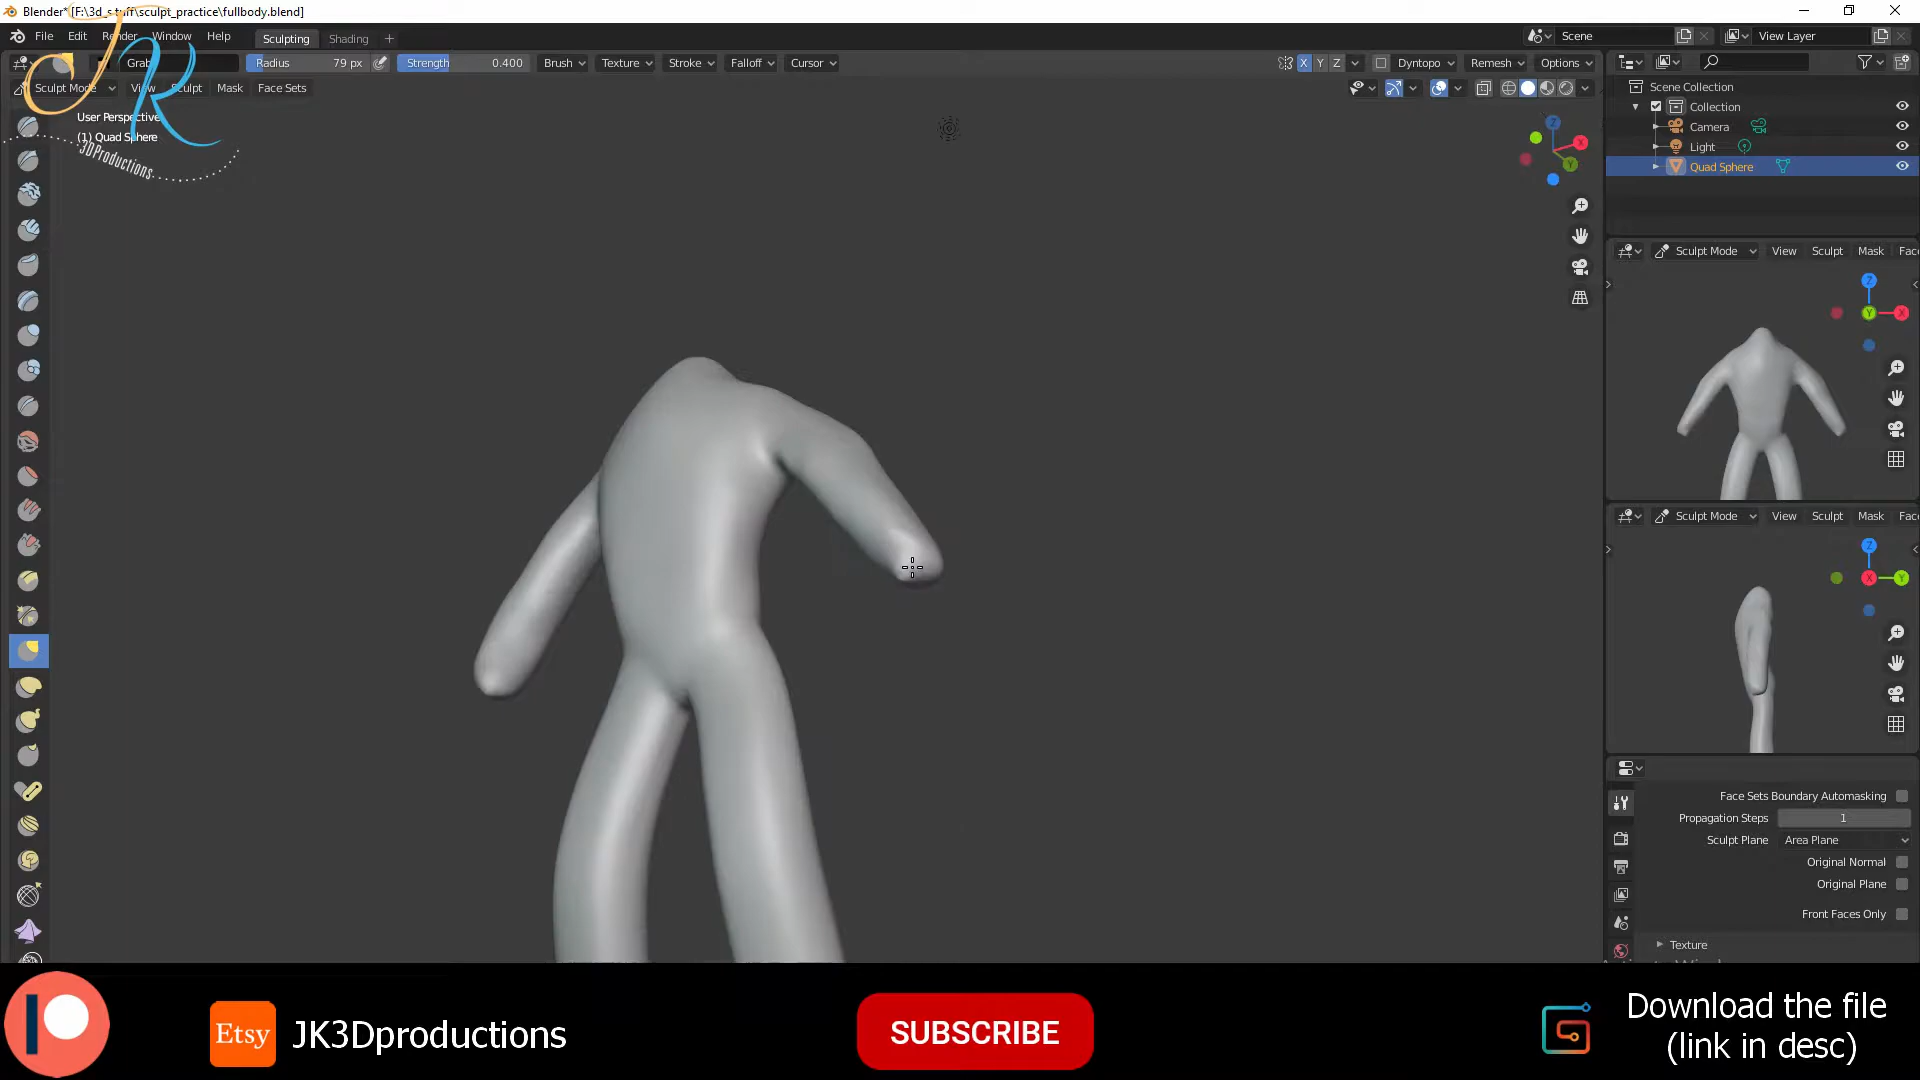 Blender* [F:\3d_stuff\sculpt_practice\fullbody.blend]
File Edit Render Window Help Sculpting Shading + Scene View Layer
Grab Radius 79 px Strength 0.400 Brush Texture Stroke Falloff Cursor X Y Z Dyntopo Remesh Options
Sculpt Mode View Sculpt Mask Face Sets
User Perspective
(1) Quad Sphere
JR
3DProductions
Z
X
Y
Scene Collection
Collection
Camera
Light
Quad Sphere
Sculpt Mode View Sculpt Mask Fac
Z
Y X
Sculpt Mode View Sculpt Mask Fac
Z
X Y
Face Sets Boundary Automasking
Propagation Steps 1
Sculpt Plane Area Plane
Original Normal
Original Plane
Front Faces Only
Texture
Etsy JK3Dproductions
SUBSCRIBE
Download the file
(link in desc)